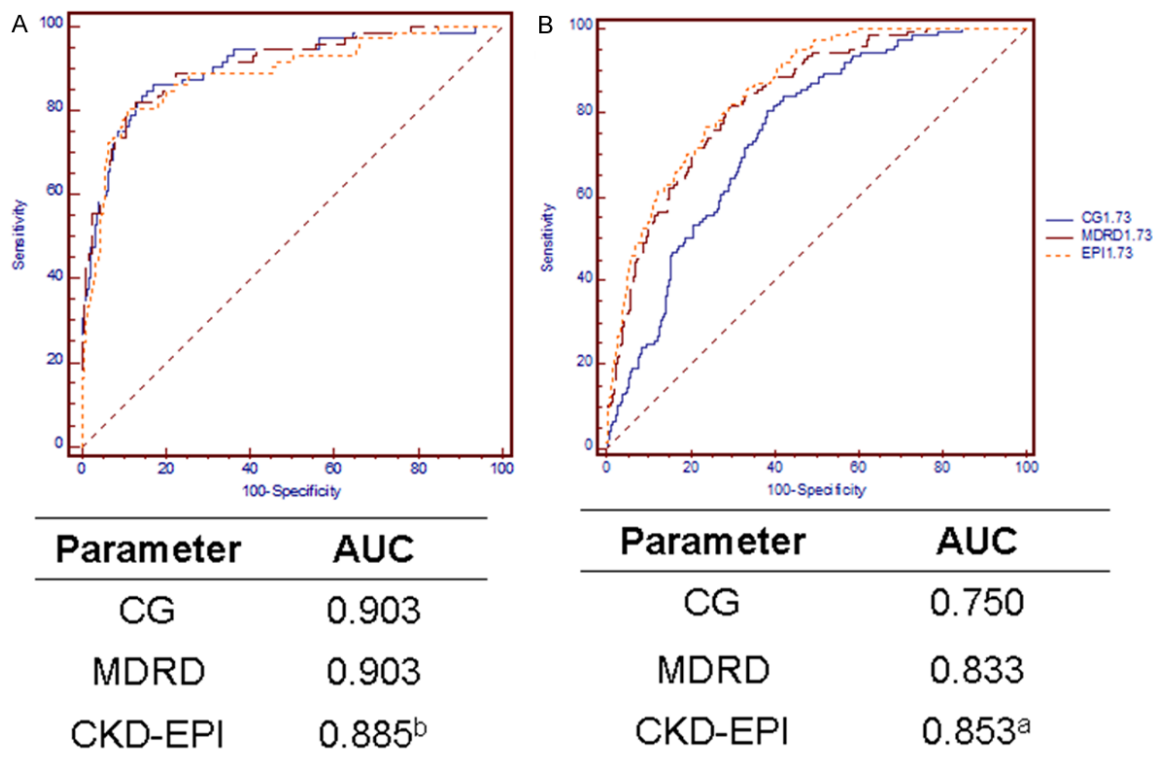 A
100
80
60
40
20
0
Sensitivity
0 20 40 60 80 100
100-Specificity
B
100
80
60
40
20
0
Sensitivity
0 20 40 60 80 100
100-Specificity
CG1.73
MDRD1.73
EPI1.73
Parameter AUC
CG 0.903
MDRD 0.903
CKD-EPI 0.885ᵇ
Parameter AUC
CG 0.750
MDRD 0.833
CKD-EPI 0.853ᵃ